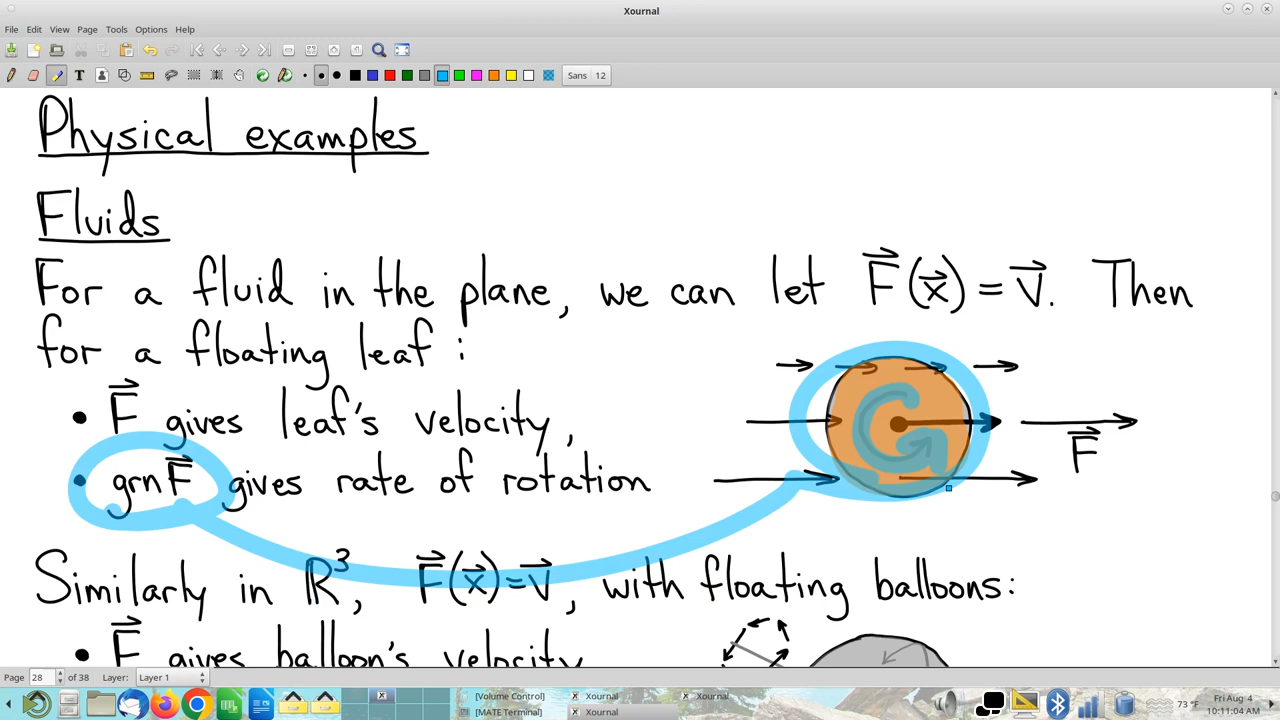 Xournal
File Edit View Page Tools Options Help
Sans 12
Physical examples
Fluids
For a fluid in the plane, we can let F⃗(x⃗) = v⃗. Then
for a floating leaf :
• F⃗ gives leaf's velocity,
• grn F⃗ gives rate of rotation
F⃗
Similarly in ℝ³, F⃗(x⃗) = v⃗, with floating balloons:
• F⃗ gives balloon's velocity
Page 28 of 38 Layer: Layer 1
[Volume Control] Xournal Xournal
[MATE Terminal] Xournal
73 °F
Fri Aug 4
10:11:04 AM